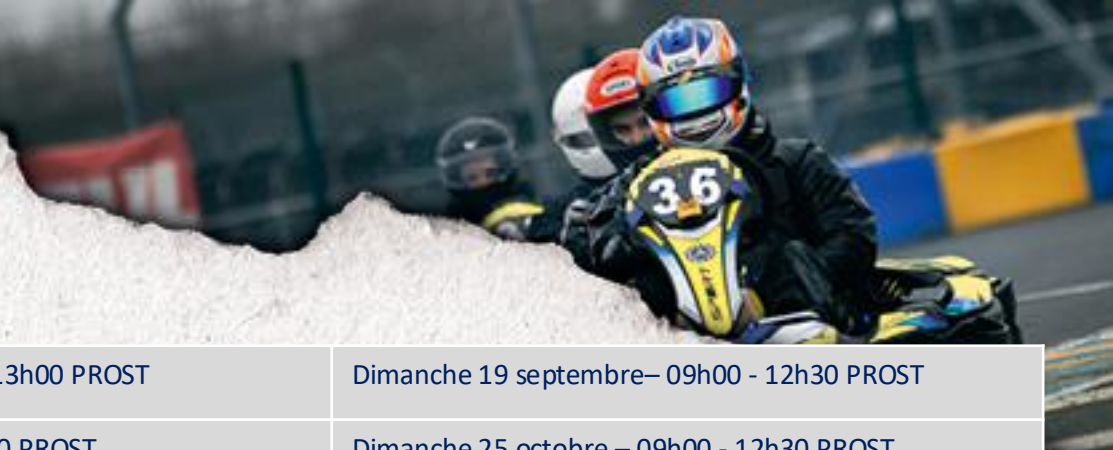 36
13h00 PROST
Dimanche 19 septembre– 09h00 - 12h30 PROST
0 PROST
Dimanche 25 octobre – 09h00 - 12h30 PROST